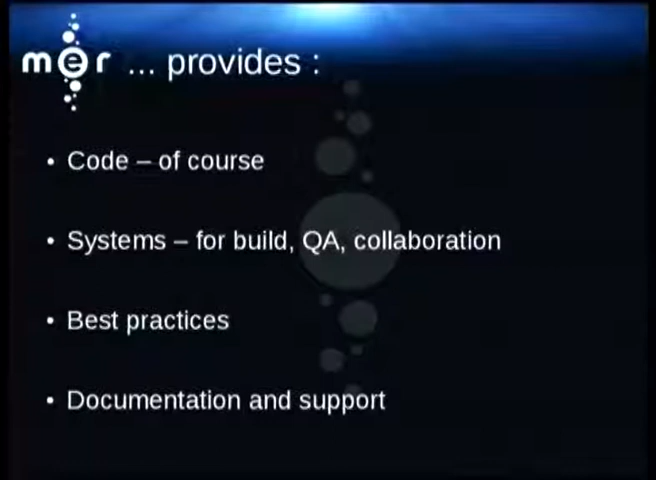 mer ... provides :
• Code – of course
• Systems – for build, QA, collaboration
• Best practices
• Documentation and support